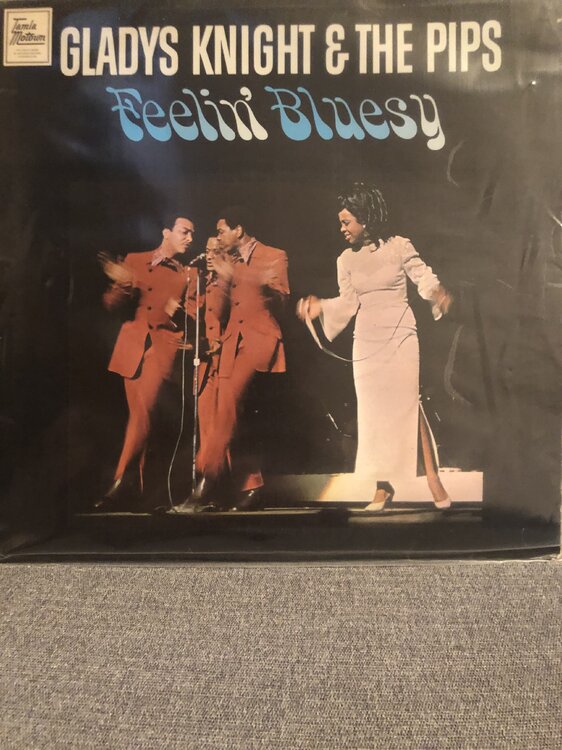 Tamla
Motown
GLADYS KNIGHT & THE PIPS
Feelin' Bluesy